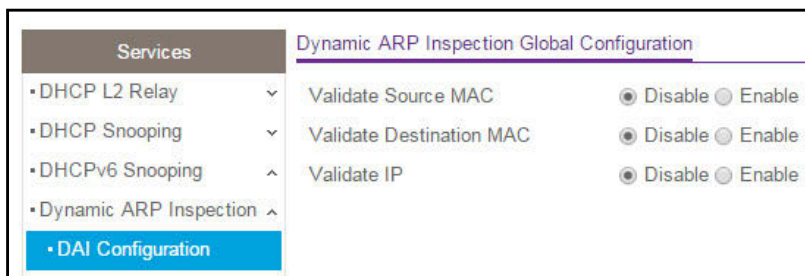 Services
▪ DHCP L2 Relay
▪ DHCP Snooping
▪ DHCPv6 Snooping
▪ Dynamic ARP Inspection
▪ DAI Configuration
Dynamic ARP Inspection Global Configuration
Validate Source MAC Disable Enable
Validate Destination MAC Disable Enable
Validate IP Disable Enable